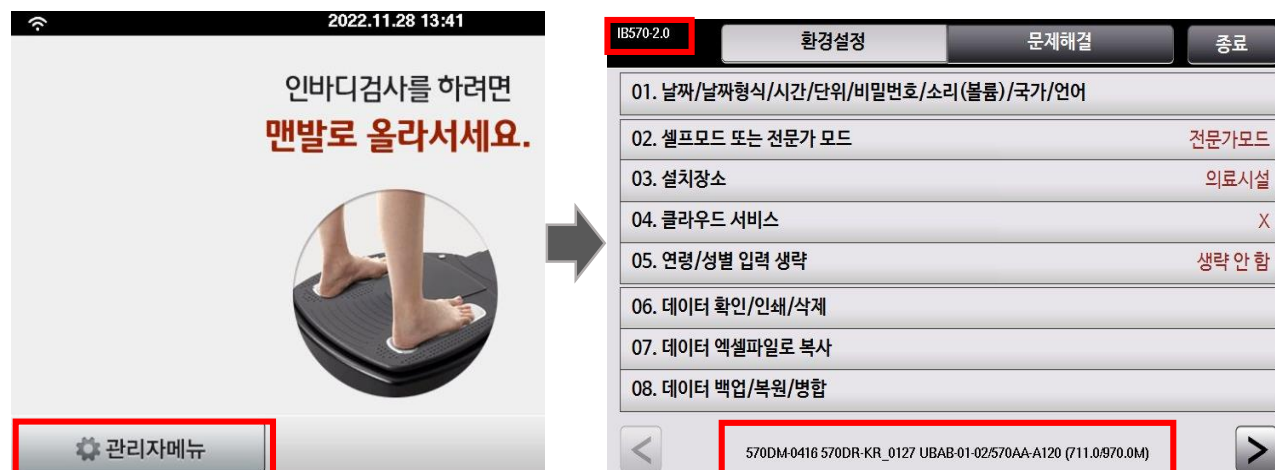 2022.11.28 13:41
인바디검사를 하려면
맨발로 올라서세요.
관리자메뉴
IB570-2.0
환경설정
문제해결
종료
01. 날짜/날짜형식/시간/단위/비밀번호/소리(볼륨)/국가/언어
02. 셀프모드 또는 전문가 모드 전문가모드
03. 설치장소 의료시설
04. 클라우드 서비스 X
05. 연령/성별 입력 생략 생략 안 함
06. 데이터 확인/인쇄/삭제
07. 데이터 엑셀파일로 복사
08. 데이터 백업/복원/병합
< 570DM-0416 570DR-KR_0127 UBAB-01-02/570AA-A120 (711.0/970.0M) >